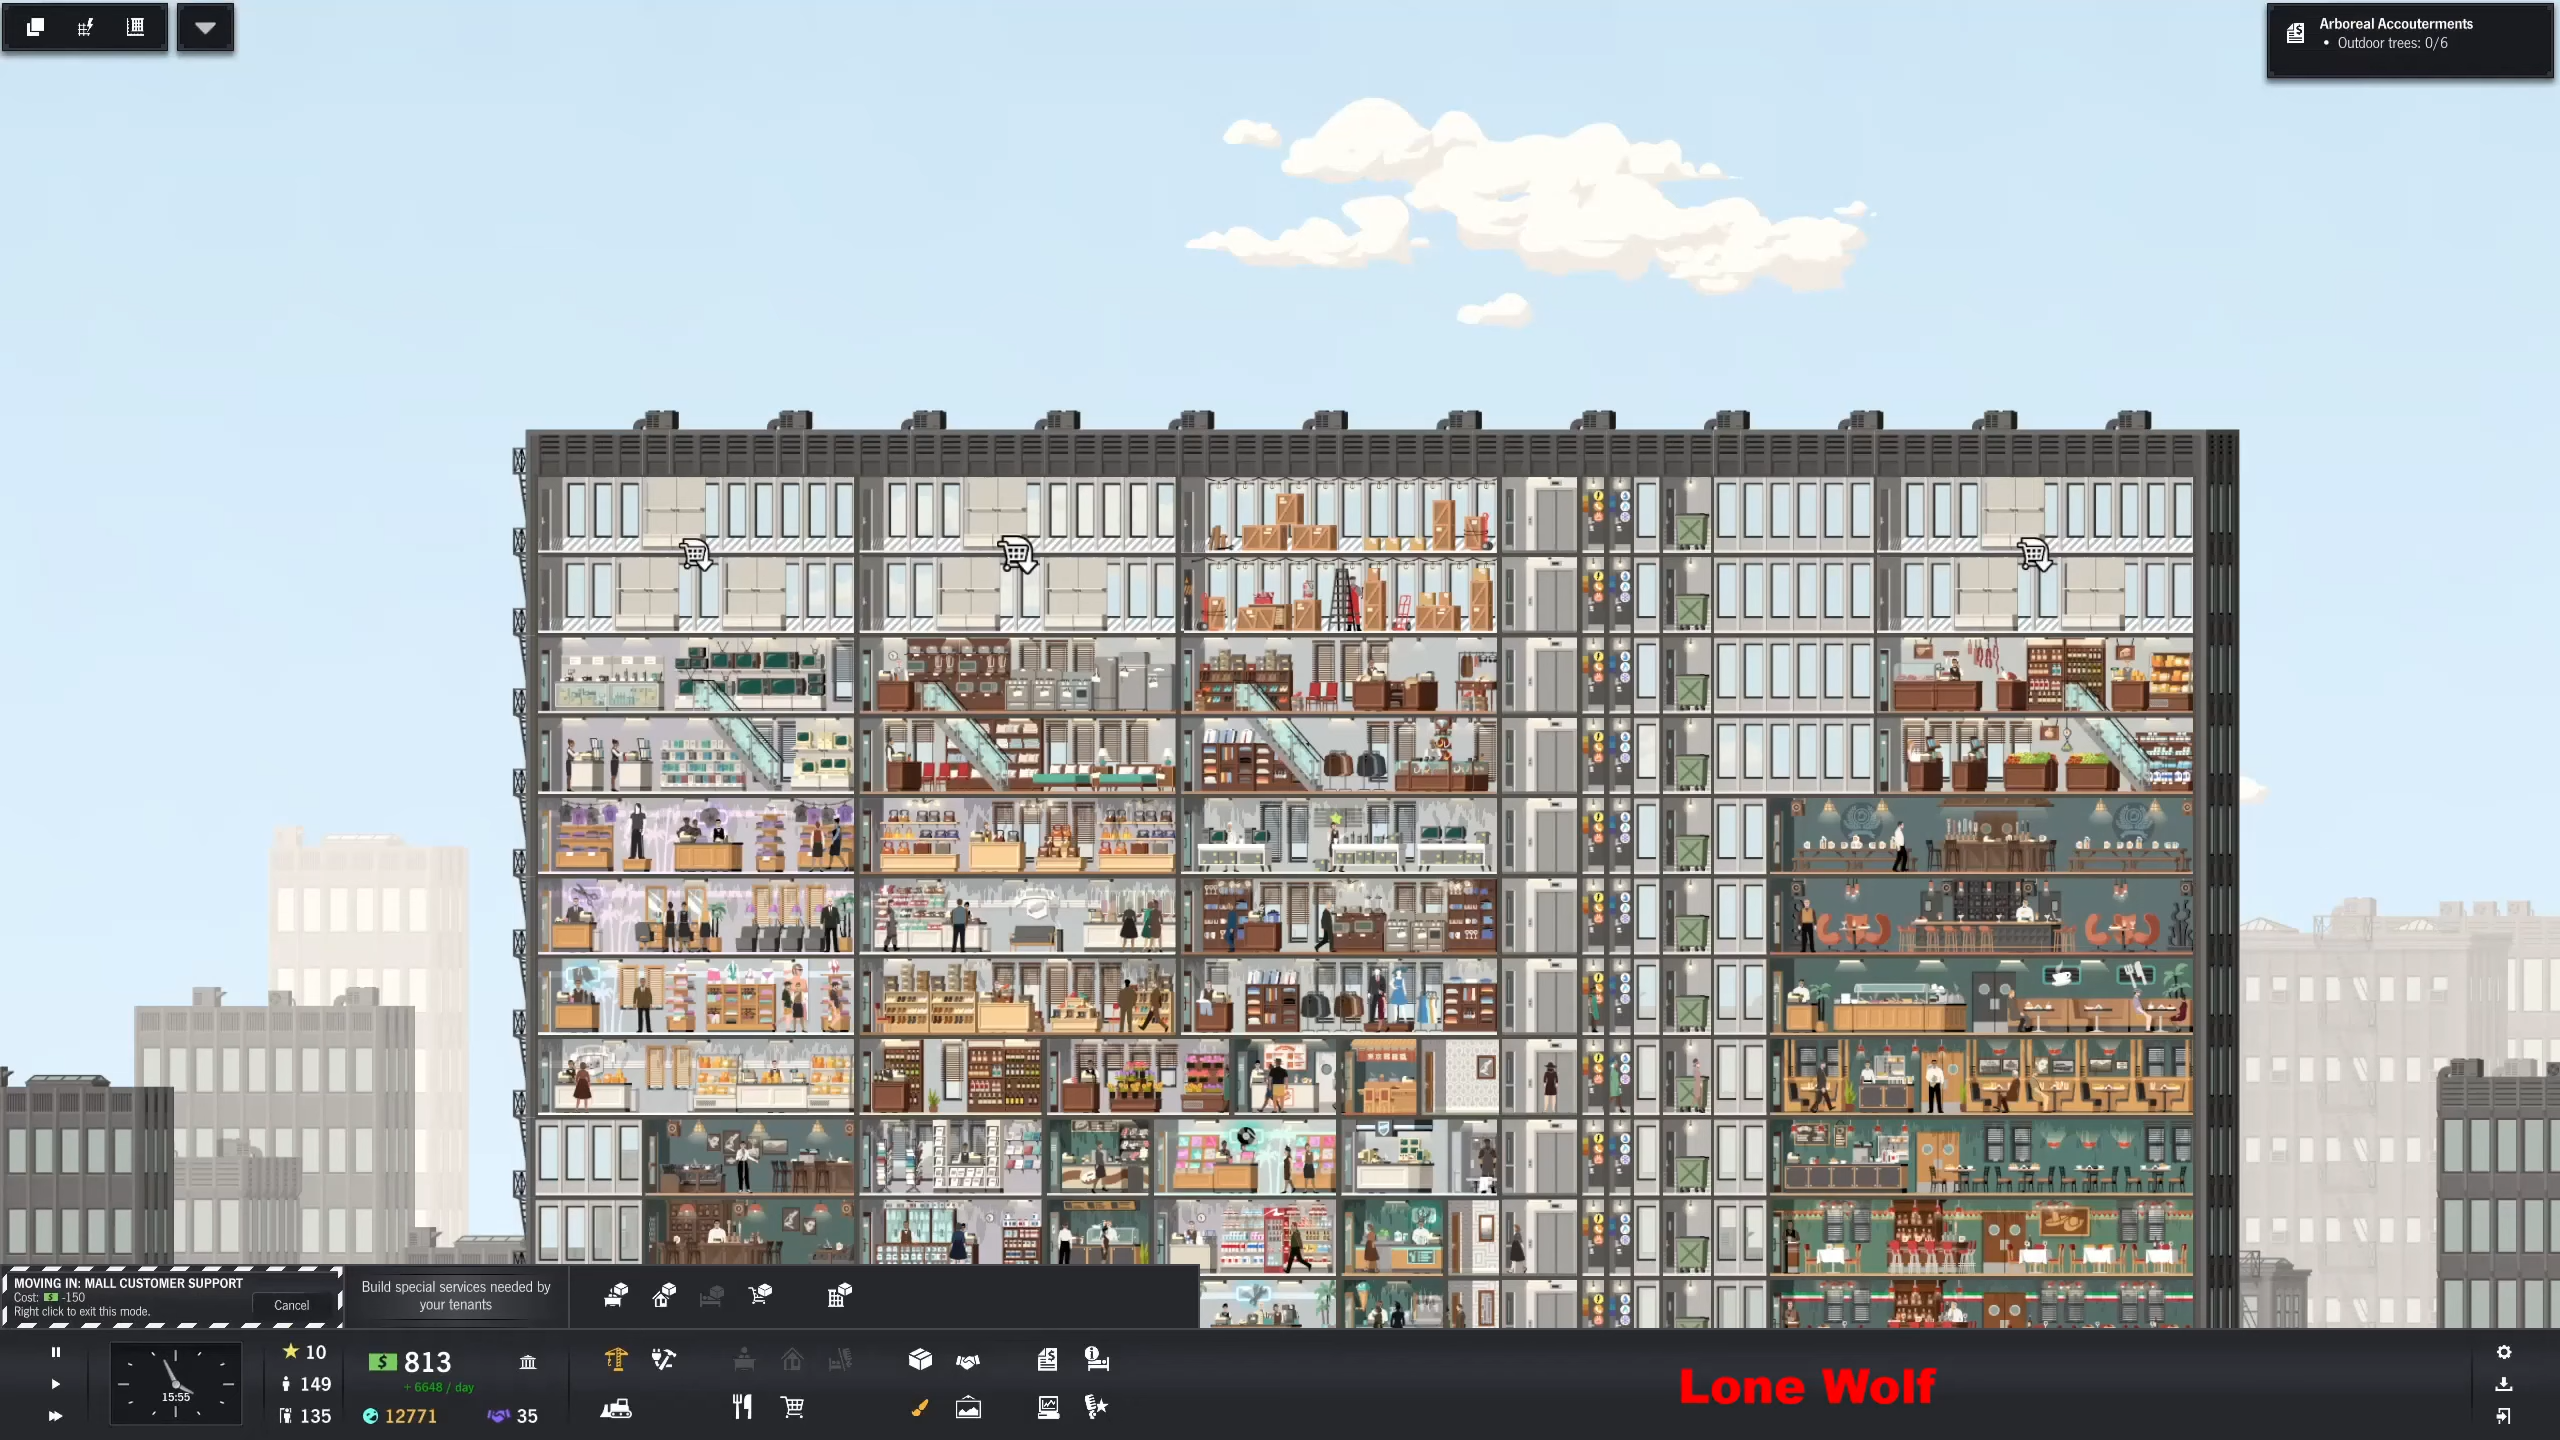 Arboreal Accouterments
• Outdoor trees: 0/6
MOVING IN: MALL CUSTOMER SUPPORT
Cost: $ -150
Right click to exit this mode.
Cancel
Build special services needed by
your tenants
15:55
10
149
135
$ 813
+ 6648 / day
12771
35
Lone Wolf